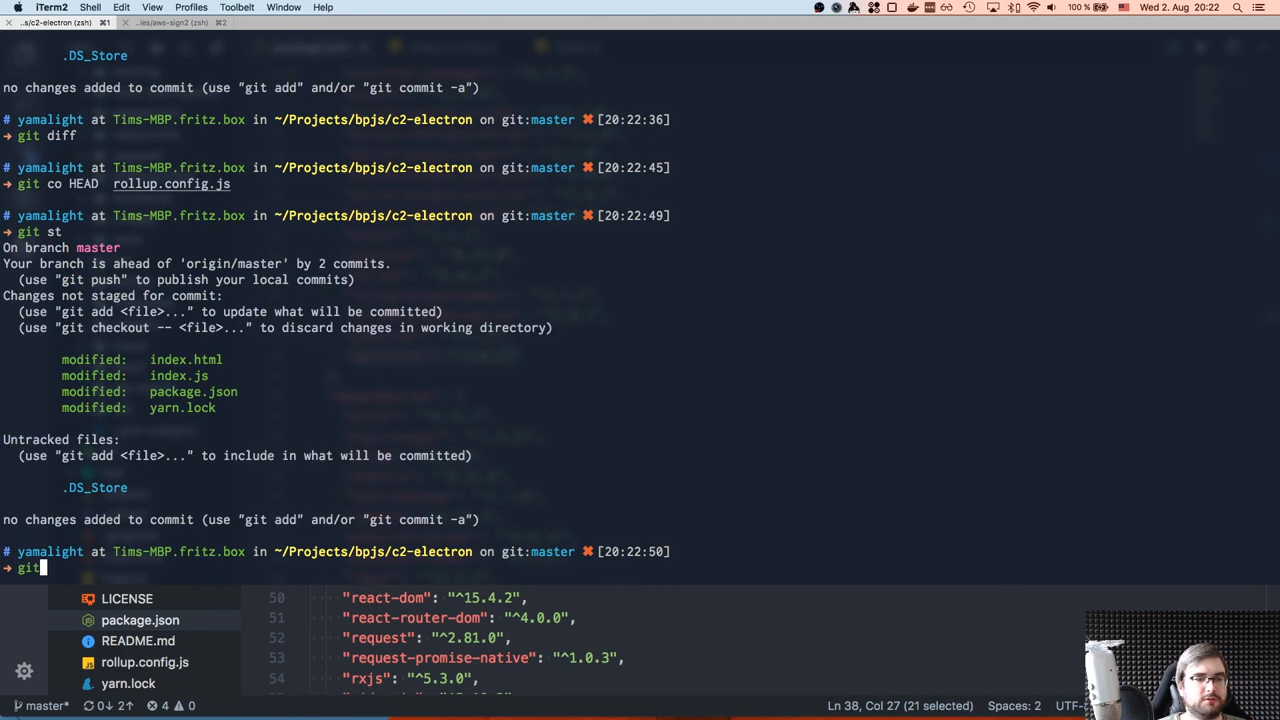 iTerm2 Shell Edit View Profiles Toolbelt Window Help 100 % Wed 2. Aug 20:22
..s/c2-electron (zsh) ⌘1 ..les/aws-sign2 (zsh) ⌘2
.DS_Store
no changes added to commit (use "git add" and/or "git commit -a")
# yamalight at Tims-MBP.fritz.box in ~/Projects/bpjs/c2-electron on git:master ✖ [20:22:36]
→ git diff
# yamalight at Tims-MBP.fritz.box in ~/Projects/bpjs/c2-electron on git:master ✖ [20:22:45]
→ git co HEAD rollup.config.js
# yamalight at Tims-MBP.fritz.box in ~/Projects/bpjs/c2-electron on git:master ✖ [20:22:49]
→ git st
On branch master
Your branch is ahead of 'origin/master' by 2 commits.
(use "git push" to publish your local commits)
Changes not staged for commit:
(use "git add <file>..." to update what will be committed)
(use "git checkout -- <file>..." to discard changes in working directory)
modified: index.html
modified: index.js
modified: package.json
modified: yarn.lock
Untracked files:
(use "git add <file>..." to include in what will be committed)
.DS_Store
no changes added to commit (use "git add" and/or "git commit -a")
# yamalight at Tims-MBP.fritz.box in ~/Projects/bpjs/c2-electron on git:master ✖ [20:22:50]
→ git
LICENSE
package.json
README.md
rollup.config.js
yarn.lock
50 "react-dom": "^15.4.2",
51 "react-router-dom": "^4.0.0",
52 "request": "^2.81.0",
53 "request-promise-native": "^1.0.3",
54 "rxjs": "^5.3.0",
master* 0↓ 2↑ 4 0 Ln 38, Col 27 (21 selected) Spaces: 2 UTF-